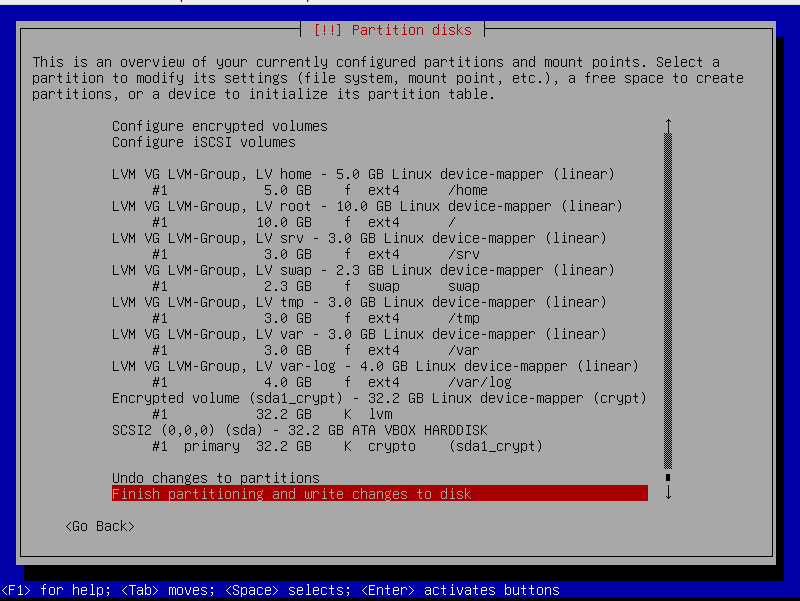 [!!] Partition disks
This is an overview of your currently configured partitions and mount points. Select a
partition to modify its settings (file system, mount point, etc.), a free space to create
partitions, or a device to initialize its partition table.
Configure encrypted volumes
Configure iSCSI volumes
LVM VG LVM-Group, LV home - 5.0 GB Linux device-mapper (linear)
#1 5.0 GB f ext4 /home
LVM VG LVM-Group, LV root - 10.0 GB Linux device-mapper (linear)
#1 10.0 GB f ext4 /
LVM VG LVM-Group, LV srv - 3.0 GB Linux device-mapper (linear)
#1 3.0 GB f ext4 /srv
LVM VG LVM-Group, LV swap - 2.3 GB Linux device-mapper (linear)
#1 2.3 GB f swap swap
LVM VG LVM-Group, LV tmp - 3.0 GB Linux device-mapper (linear)
#1 3.0 GB f ext4 /tmp
LVM VG LVM-Group, LV var - 3.0 GB Linux device-mapper (linear)
#1 3.0 GB f ext4 /var
LVM VG LVM-Group, LV var-log - 4.0 GB Linux device-mapper (linear)
#1 4.0 GB f ext4 /var/log
Encrypted volume (sda1_crypt) - 32.2 GB Linux device-mapper (crypt)
#1 32.2 GB K lvm
SCSI2 (0,0,0) (sda) - 32.2 GB ATA VBOX HARDDISK
#1 primary 32.2 GB K crypto (sda1_crypt)
Undo changes to partitions
Finish partitioning and write changes to disk
<Go Back>
<F1> for help; <Tab> moves; <Space> selects; <Enter> activates buttons